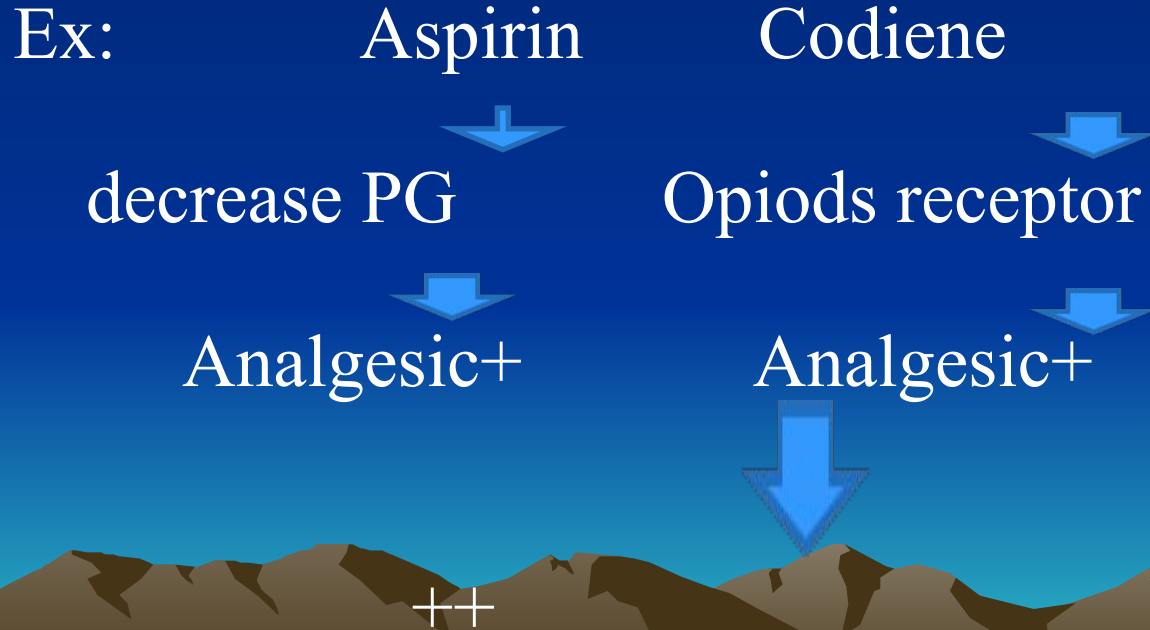 Ex: Aspirin Codiene
decrease PG Opiods receptor
Analgesic+ Analgesic+
++